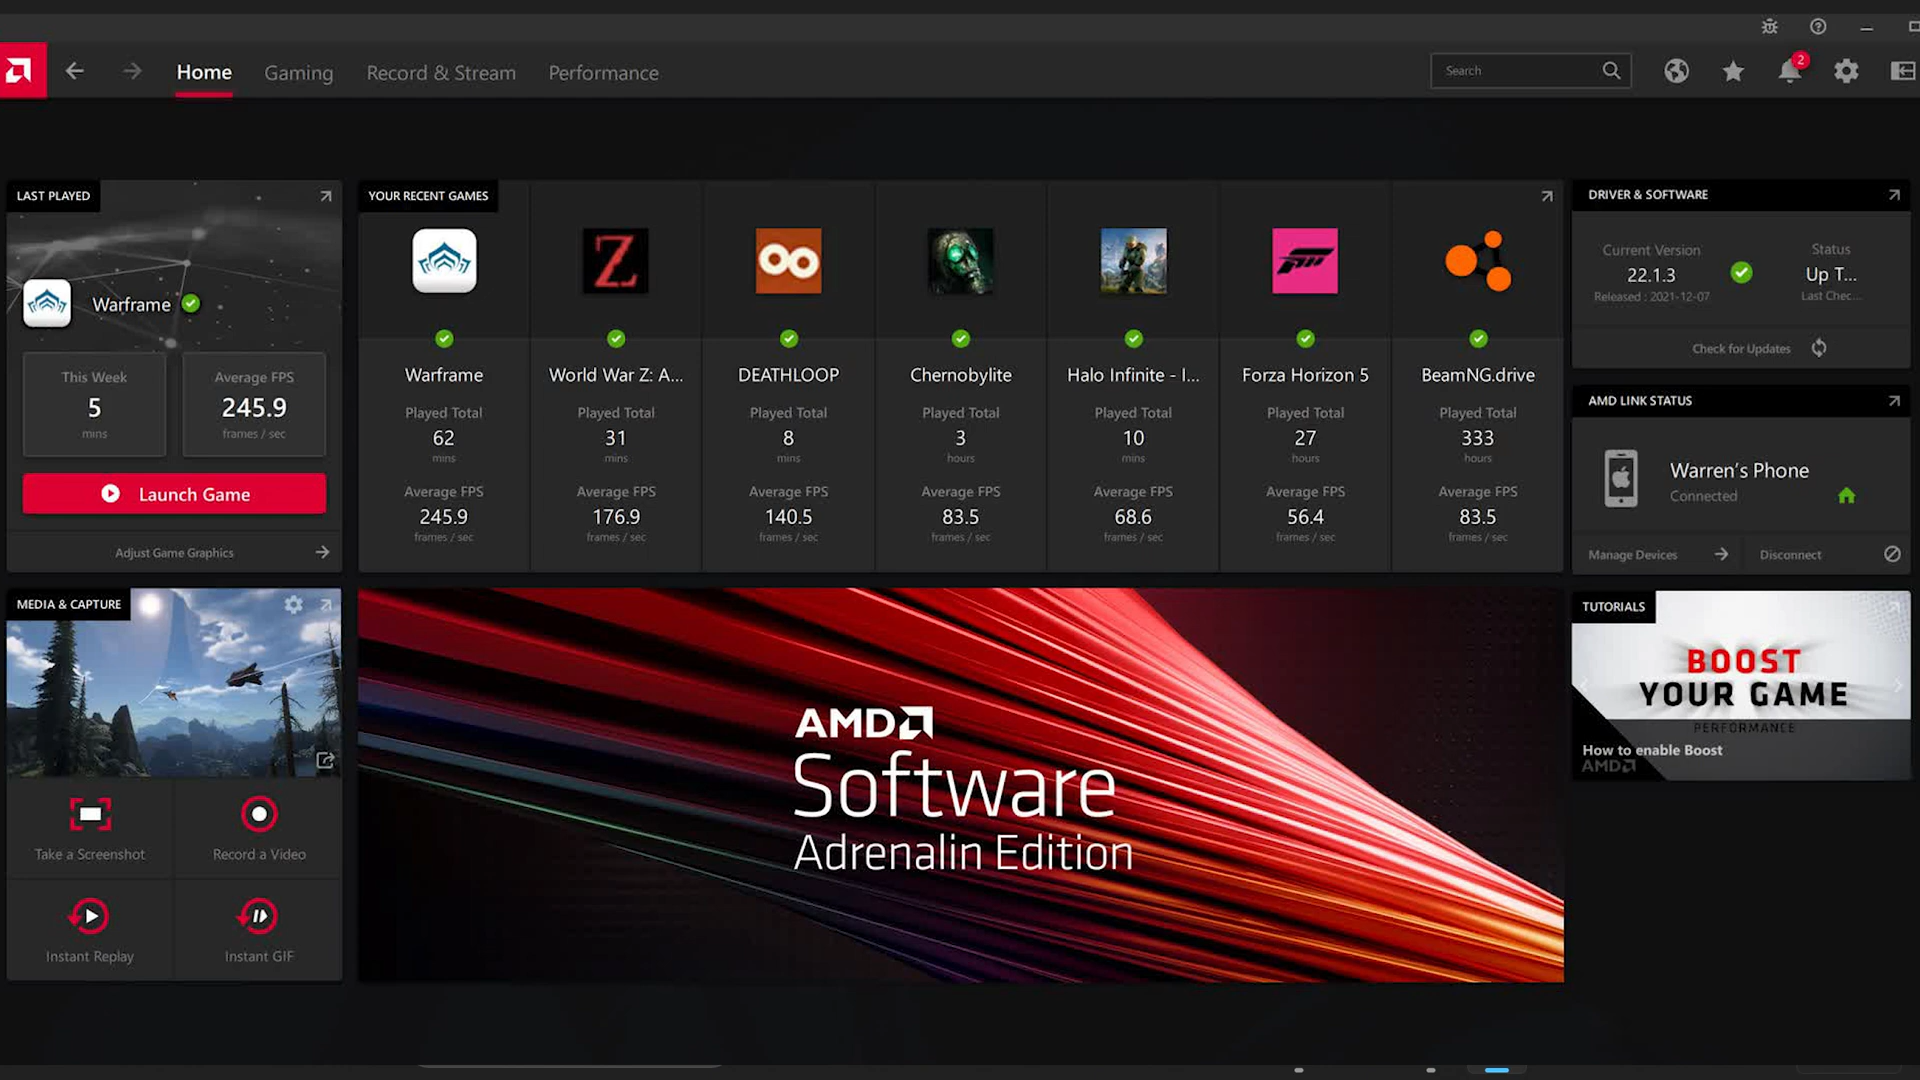 Home
Gaming
Record & Stream
Performance
Search
2
LAST PLAYED
Warframe
This Week
5
mins
Average FPS
245.9
frames / sec
Launch Game
Adjust Game Graphics
YOUR RECENT GAMES
Warframe
Played Total
62
mins
Average FPS
245.9
frames / sec
World War Z: A...
Played Total
31
mins
Average FPS
176.9
frames / sec
DEATHLOOP
Played Total
8
mins
Average FPS
140.5
frames / sec
Chernobylite
Played Total
3
hours
Average FPS
83.5
frames / sec
Halo Infinite - I...
Played Total
10
mins
Average FPS
68.6
frames / sec
Forza Horizon 5
Played Total
27
hours
Average FPS
56.4
frames / sec
BeamNG.drive
Played Total
333
hours
Average FPS
83.5
frames / sec
DRIVER & SOFTWARE
Current Version
22.1.3
Released : 2021-12-07
Status
Up T...
Last Chec...
Check for Updates
AMD LINK STATUS
Warren's Phone
Connected
Manage Devices
Disconnect
MEDIA & CAPTURE
Take a Screenshot
Record a Video
Instant Replay
Instant GIF
AMD
Software
Adrenalin Edition
TUTORIALS
BOOST
YOUR GAME
PERFORMANCE
How to enable Boost
AMD